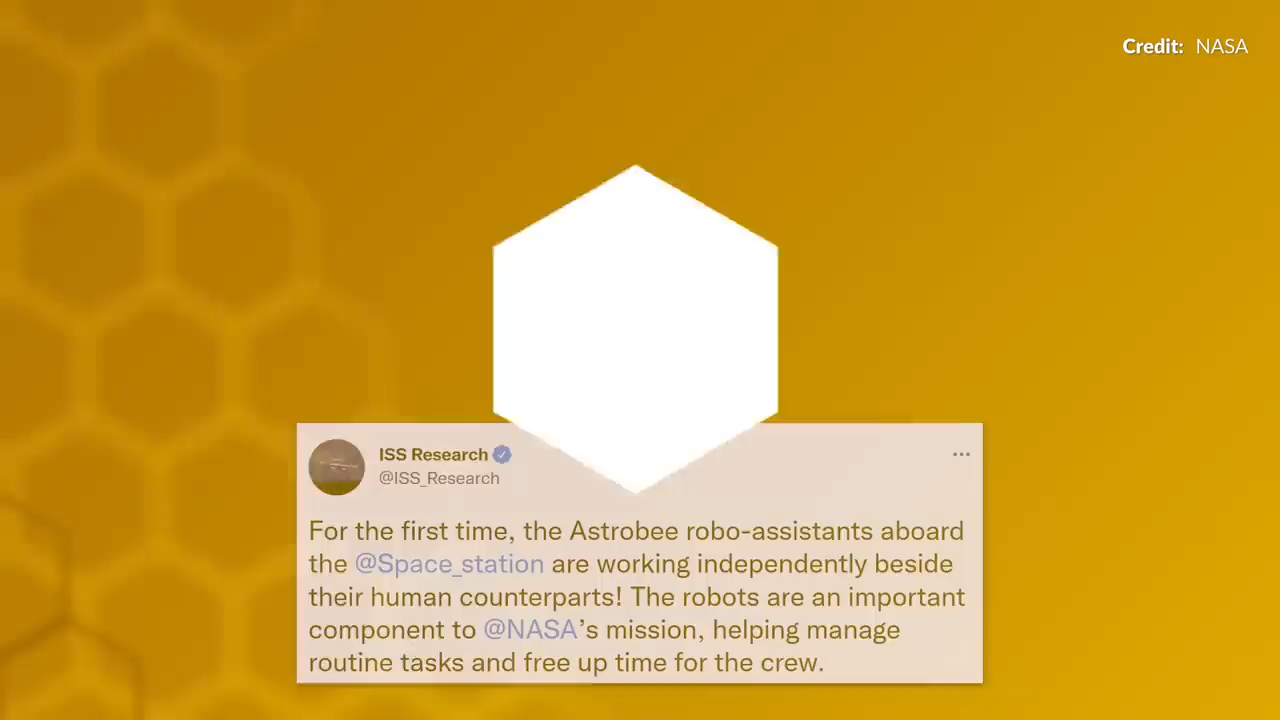 Credit: NASA
ISS Research
@ISS_Research
For the first time, the Astrobee robo-assistants aboard
the @Space_station are working independently beside
their human counterparts! The robots are an important
component to @NASA’s mission, helping manage
routine tasks and free up time for the crew.